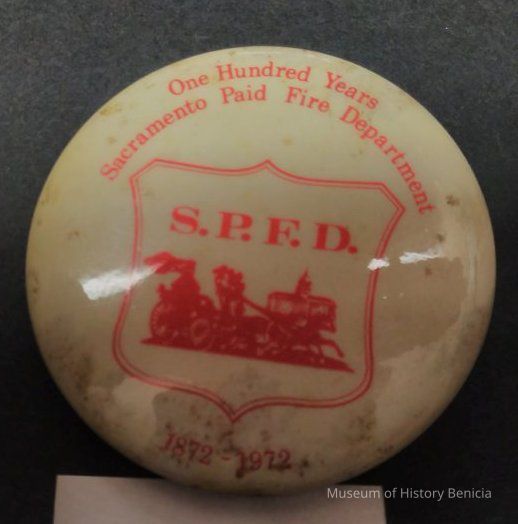 One Hundred Years
Sacramento Paid Fire Department
S.P.F.D.
1872-1972
Museum of History Benicia